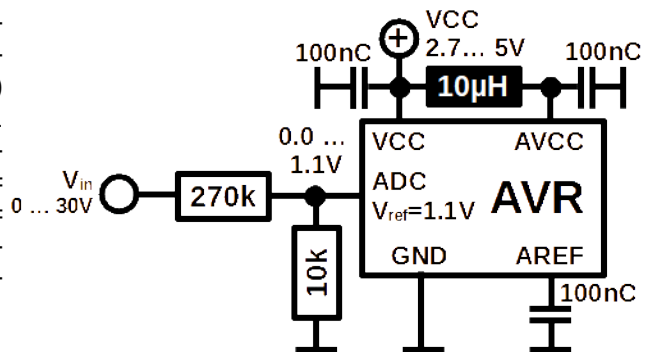 VCC
2.7... 5V
100nC
100nC
10µH
0.0 ...
1.1V
VCC
AVCC
Vin
0 ... 30V
270k
ADC
Vref=1.1V
AVR
10k
GND
AREF
100nC